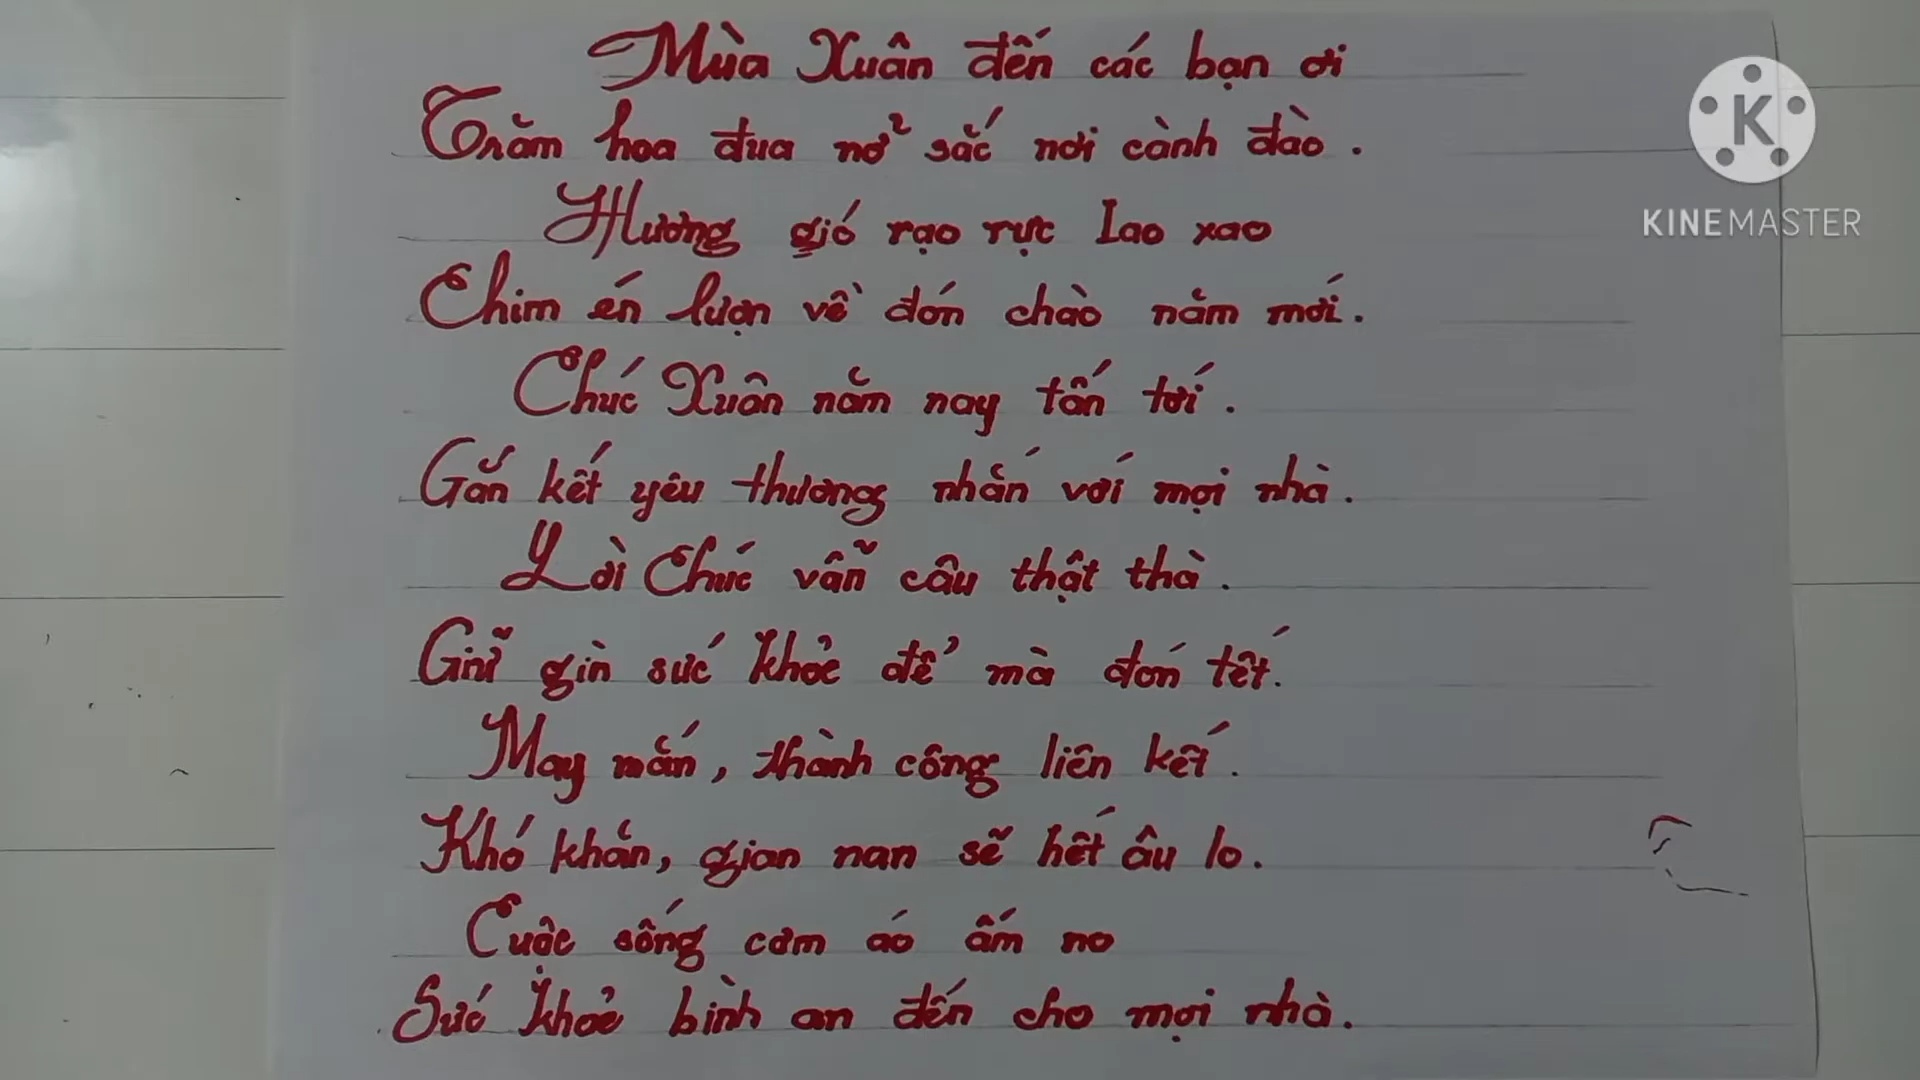 Mùa Xuân đến các bạn ơi
Trăm hoa đua nở sắc nơi cành đào.
Hương gió rạo rực lao xao
Chim én lượn về đón chào năm mới.
Chúc Xuân năm nay tấn tới.
Gắn kết yêu thương nhắn với mọi nhà.
Lời Chúc vẫn câu thật thà.
Giữ gìn sức khỏe để mà đón tết.
May mắn, thành công liên kết.
Khó khăn, gian nan sẽ hết âu lo.
Cuộc sống cơm áo ấm no
Sức khỏe bình an đến cho mọi nhà.
K
KINEMASTER